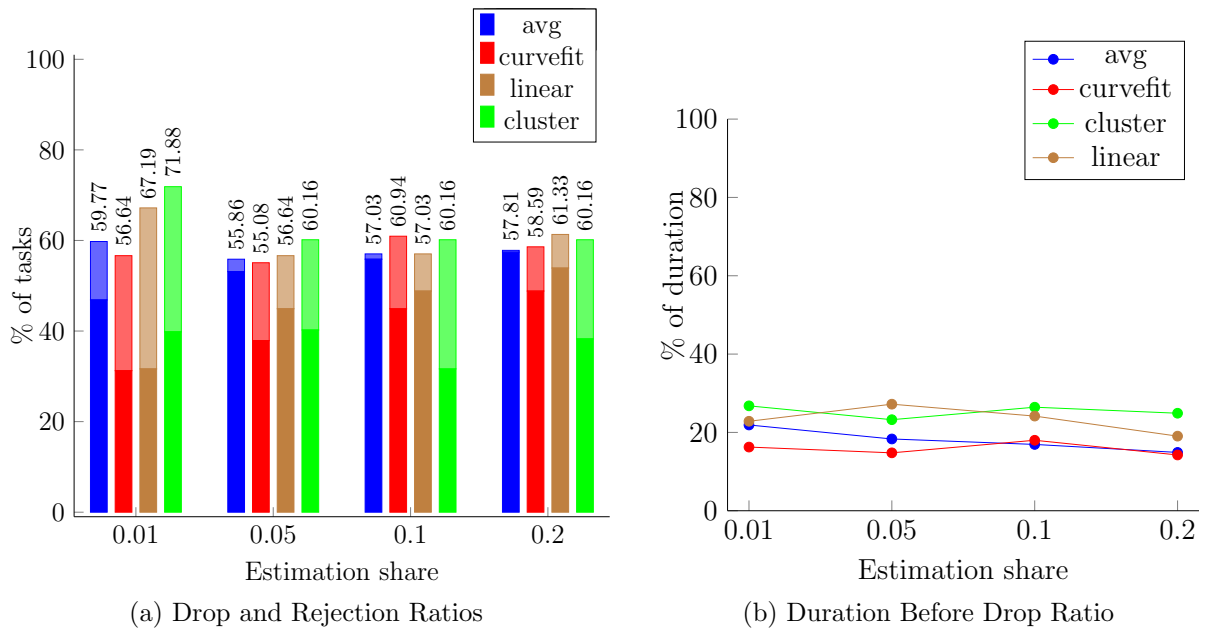 avg
curvefit
linear
cluster
100
80
60
40
20
0
% of tasks
59.77
56.64
67.19
71.88
55.86
55.08
56.64
60.16
57.03
60.94
57.03
60.16
57.81
58.59
61.33
60.16
0.01 0.05 0.1 0.2
Estimation share
(a) Drop and Rejection Ratios
avg
curvefit
cluster
linear
100
80
60
40
20
0
% of duration
0.01 0.05 0.1 0.2
Estimation share
(b) Duration Before Drop Ratio